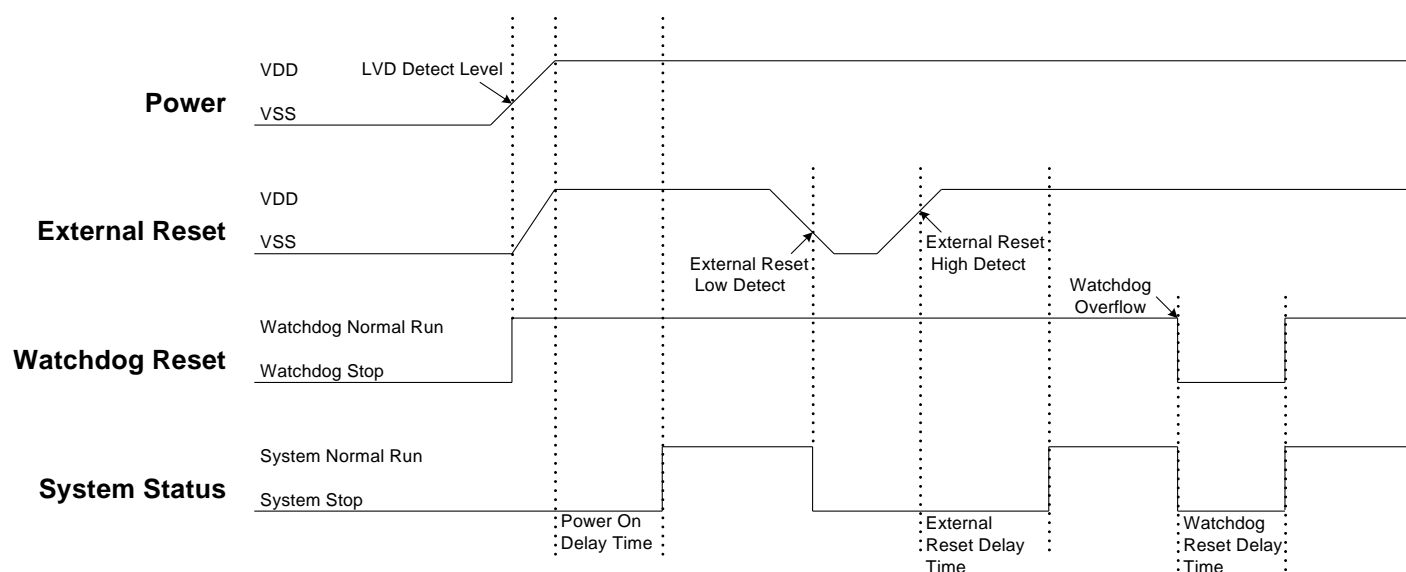 Power
VDD
VSS
LVD Detect Level
External Reset
VDD
VSS
External Reset
Low Detect
External Reset
High Detect
Watchdog Reset
Watchdog Normal Run
Watchdog Stop
Watchdog
Overflow
System Status
System Normal Run
System Stop
Power On
Delay Time
External
Reset Delay
Time
Watchdog
Reset Delay
Time